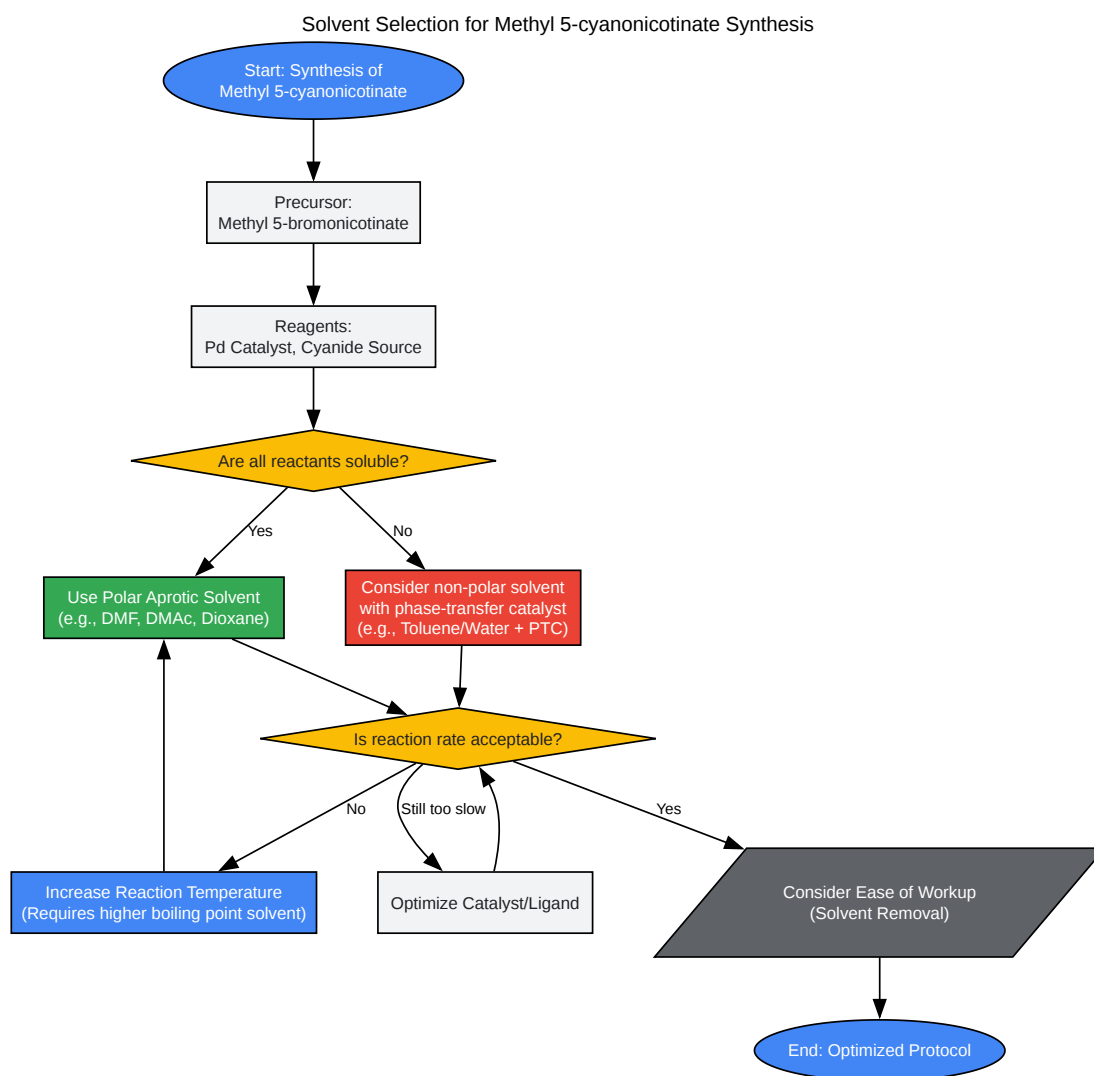 Solvent Selection for Methyl 5-cyanonicotinate Synthesis
Start: Synthesis of
Methyl 5-cyanonicotinate
Precursor:
Methyl 5-bromonicotinate
Reagents:
Pd Catalyst, Cyanide Source
Are all reactants soluble?
Yes
No
Use Polar Aprotic Solvent
(e.g., DMF, DMAc, Dioxane)
Consider non-polar solvent
with phase-transfer catalyst
(e.g., Toluene/Water + PTC)
Is reaction rate acceptable?
No
Still too slow
Yes
Increase Reaction Temperature
(Requires higher boiling point solvent)
Optimize Catalyst/Ligand
Consider Ease of Workup
(Solvent Removal)
End: Optimized Protocol